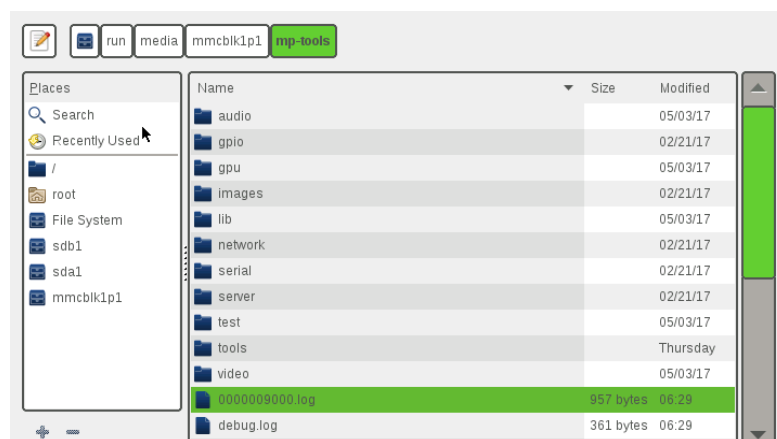 run media mmcblk1p1 mp-tools
Places
Search
Recently Used
/
root
File System
sdb1
sda1
mmcblk1p1
Name Size Modified
audio 05/03/17
gpio 02/21/17
gpu 05/03/17
images 02/21/17
lib 05/03/17
network 02/21/17
serial 02/21/17
server 02/21/17
test 05/03/17
tools Thursday
video 05/03/17
0000009000.log 957 bytes 06:29
debug.log 361 bytes 06:29